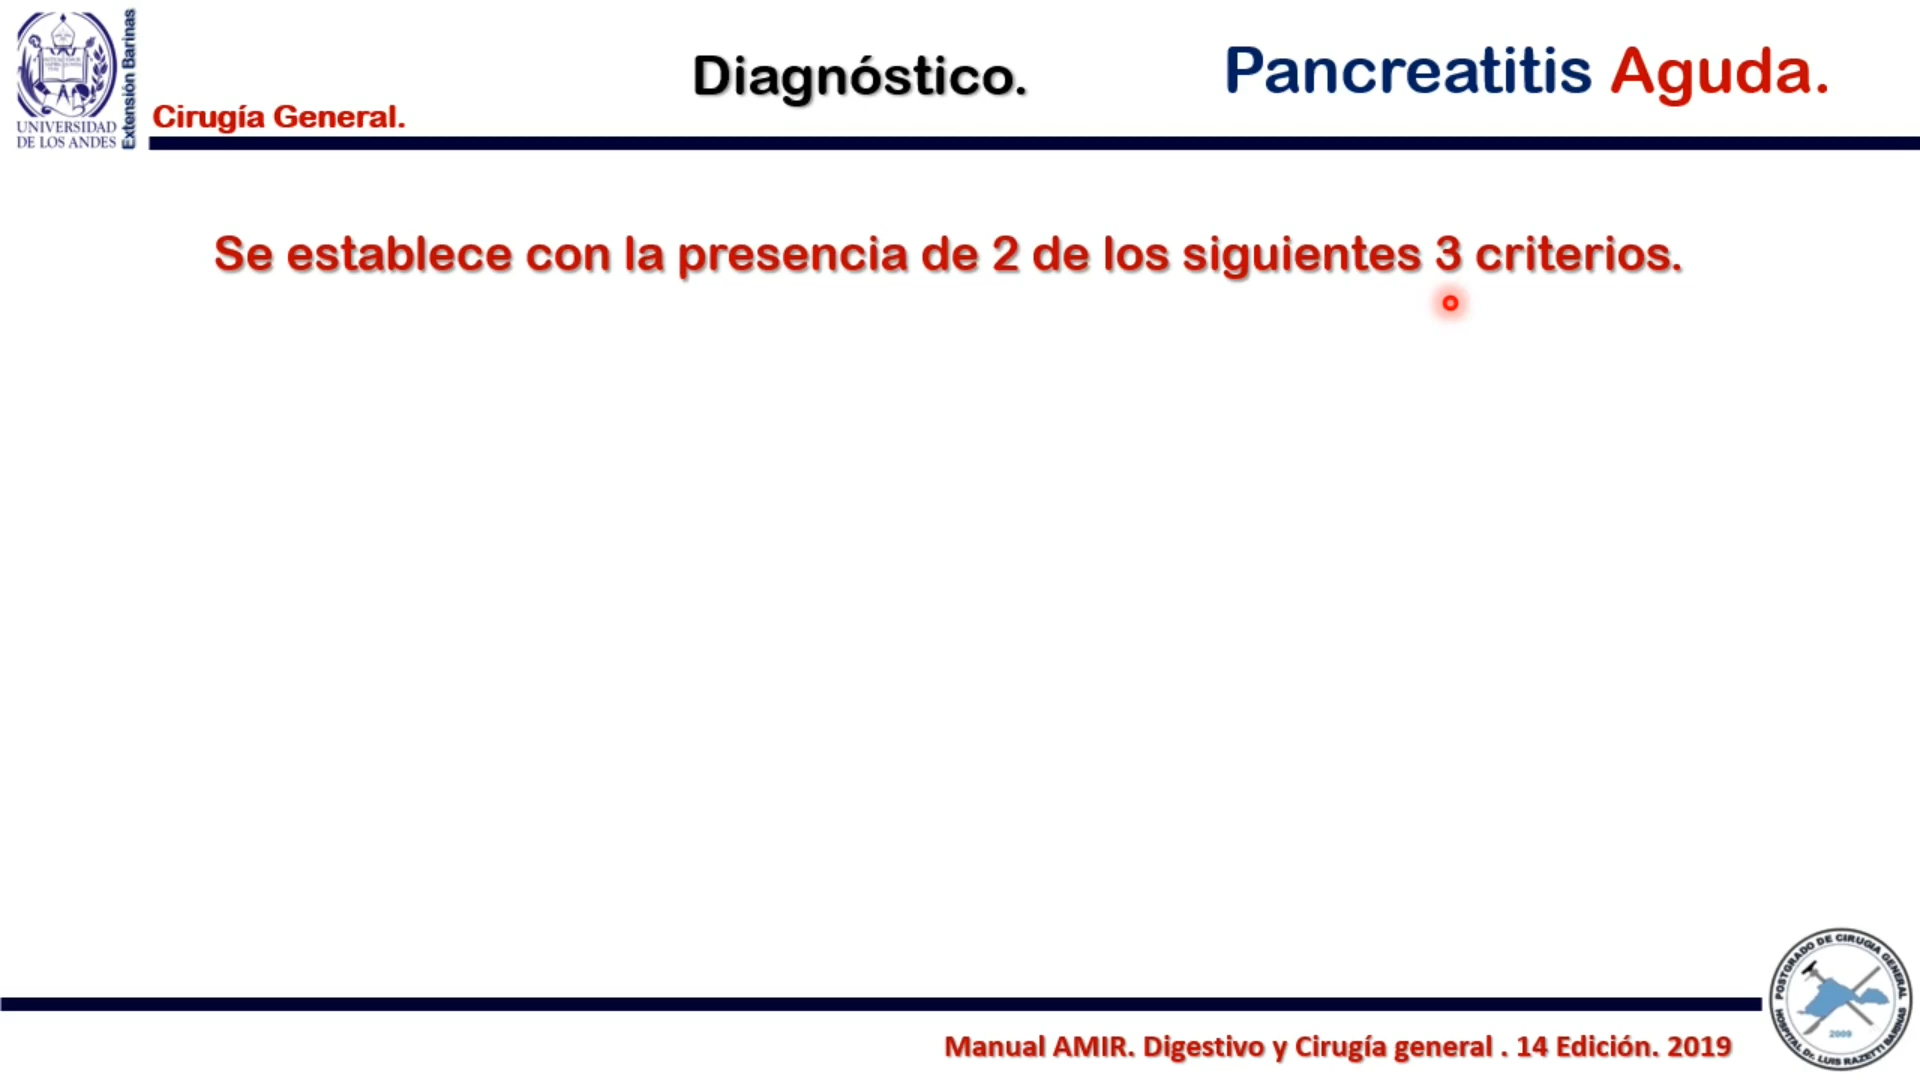 Diagnóstico.
Pancreatitis Aguda.
Extensión Barinas
UNIVERSIDAD
DE LOS ANDES
Cirugía General.
Se establece con la presencia de 2 de los siguientes 3 criterios.
POSTGRADO DE CIRUGIA GENERAL
2009
HOSPITAL Dr. LUIS RAZETTI BARINAS
Manual AMIR. Digestivo y Cirugía general . 14 Edición. 2019